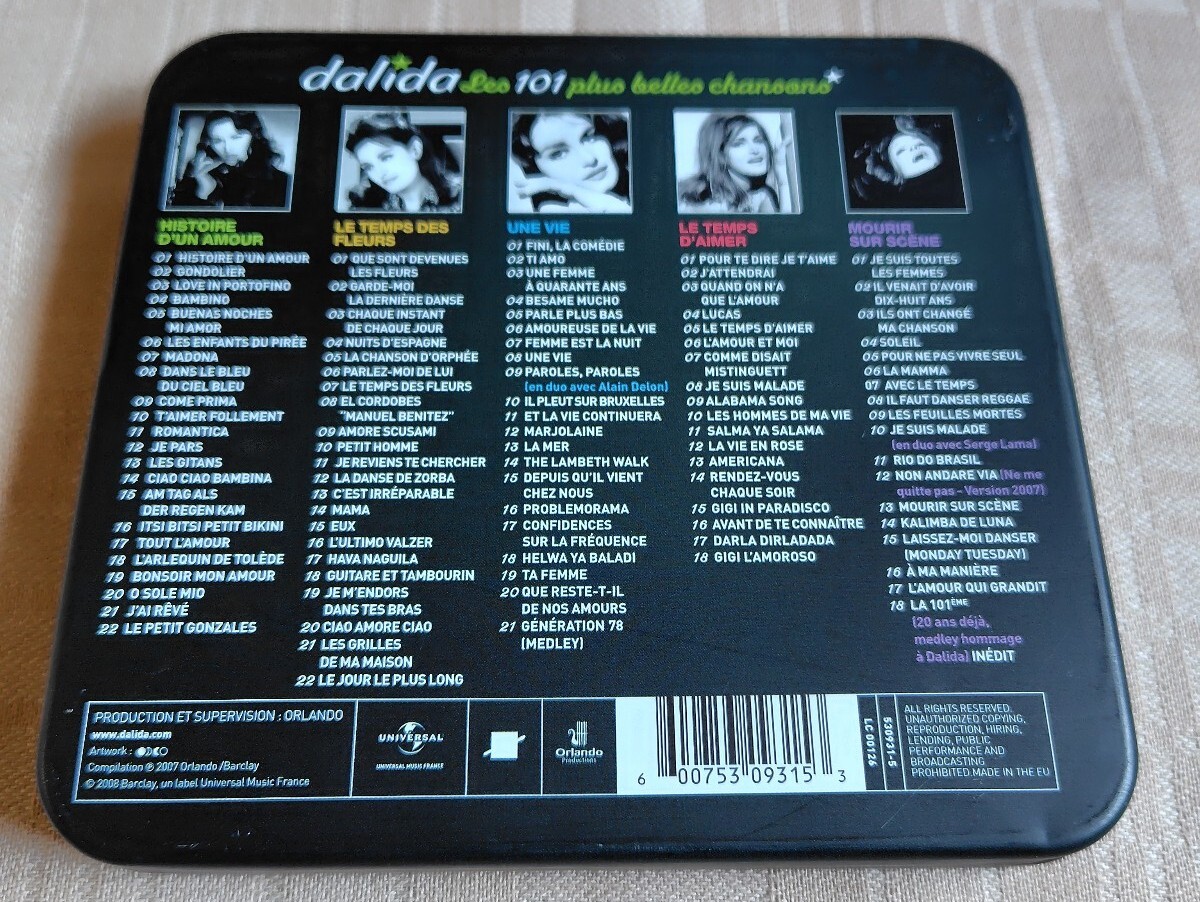 dalida Les 101 plus belles chansons
HISTOIRE
D'UN AMOUR
01 HISTOIRE D'UN AMOUR
02 GONDOLIER
03 LOVE IN PORTOFINO
04 BAMBINO
05 BUENAS NOCHES
MI AMOR
06 LES ENFANTS DU PIRÉE
07 MADONA
08 DANS LE BLEU
DU CIEL BLEU
09 COME PRIMA
10 T'AIMER FOLLEMENT
11 ROMANTICA
12 JE PARS
13 LES GITANS
14 CIAO CIAO BAMBINA
15 AM TAG ALS
DER REGEN KAM
16 ITSI BITSI PETIT BIKINI
17 TOUT L'AMOUR
18 L'ARLEQUIN DE TOLÈDE
19 BONSOIR MON AMOUR
20 O SOLE MIO
21 J'AI RÊVÉ
22 LE PETIT GONZALES
LE TEMPS DES
FLEURS
01 QUE SONT DEVENUES
LES FLEURS
02 GARDE-MOI
LA DERNIÈRE DANSE
03 CHAQUE INSTANT
DE CHAQUE JOUR
04 NUITS D'ESPAGNE
05 LA CHANSON D'ORPHÉE
06 PARLEZ-MOI DE LUI
07 LE TEMPS DES FLEURS
08 EL CORDOBES
"MANUEL BENITEZ"
09 AMORE SCUSAMI
10 PETIT HOMME
11 JE REVIENS TE CHERCHER
12 LA DANSE DE ZORBA
13 C'EST IRRÉPARABLE
14 MAMA
15 EUX
16 L'ULTIMO VALZER
17 HAVA NAGUILA
18 GUITARE ET TAMBOURIN
19 JE M'ENDORS
DANS TES BRAS
20 CIAO AMORE CIAO
21 LES GRILLES
DE MA MAISON
22 LE JOUR LE PLUS LONG
UNE VIE
01 FINI, LA COMÉDIE
02 TI AMO
03 UNE FEMME
À QUARANTE ANS
04 BESAME MUCHO
05 PARLE PLUS BAS
06 AMOUREUSE DE LA VIE
07 FEMME EST LA NUIT
08 UNE VIE
09 PAROLES, PAROLES
(en duo avec Alain Delon)
10 IL PLEUT SUR BRUXELLES
11 ET LA VIE CONTINUERA
12 MARJOLAINE
13 LA MER
14 THE LAMBETH WALK
15 DEPUIS QU'IL VIENT
CHEZ NOUS
16 PROBLEMORAMA
17 CONFIDENCES
SUR LA FRÉQUENCE
18 HELWA YA BALADI
19 TA FEMME
20 QUE RESTE-T-IL
DE NOS AMOURS
21 GÉNÉRATION 78
(MEDLEY)
LE TEMPS
D'AIMER
01 POUR TE DIRE JE T'AIME
02 J'ATTENDRAI
03 QUAND ON N'A
QUE L'AMOUR
04 LUCAS
05 LE TEMPS D'AIMER
06 L'AMOUR ET MOI
07 COMME DISAIT
MISTINGUETT
08 JE SUIS MALADE
09 ALABAMA SONG
10 LES HOMMES DE MA VIE
11 SALMA YA SALAMA
12 LA VIE EN ROSE
13 AMERICANA
14 RENDEZ-VOUS
CHAQUE SOIR
15 GIGI IN PARADISCO
16 AVANT DE TE CONNAÎTRE
17 DARLA DIRLADADA
18 GIGI L'AMOROSO
MOURIR
SUR SCÈNE
01 JE SUIS TOUTES
LES FEMMES
02 IL VENAIT D'AVOIR
DIX-HUIT ANS
03 ILS ONT CHANGÉ
MA CHANSON
04 SOLEIL
05 POUR NE PAS VIVRE SEUL
06 LA MAMMA
07 AVEC LE TEMPS
08 IL FAUT DANSER REGGAE
09 LES FEUILLES MORTES
10 JE SUIS MALADE
(en duo avec Serge Lama)
11 RIO DO BRASIL
12 NON ANDARE VIA (Ne me
quitte pas - Version 2007)
13 MOURIR SUR SCÈNE
14 KALIMBA DE LUNA
15 LAISSEZ-MOI DANSER
(MONDAY TUESDAY)
16 À MA MANIÈRE
17 L'AMOUR QUI GRANDIT
18 LA 101ÈME
(20 ans déjà,
medley hommage
à Dalida) INÉDIT
PRODUCTION ET SUPERVISION : ORLANDO
www.dalida.com
Artwork :
Compilation ℗ 2007 Orlando /Barclay
© 2008 Barclay, un label Universal Music France
UNIVERSAL
UNIVERSAL MUSIC FRANCE
Orlando
Productions
6 00753 09315 3
LC 00126
530931-5
ALL RIGHTS RESERVED.
UNAUTHORIZED COPYING,
REPRODUCTION, HIRING,
LENDING, PUBLIC
PERFORMANCE AND
BROADCASTING
PROHIBITED. MADE IN THE EU